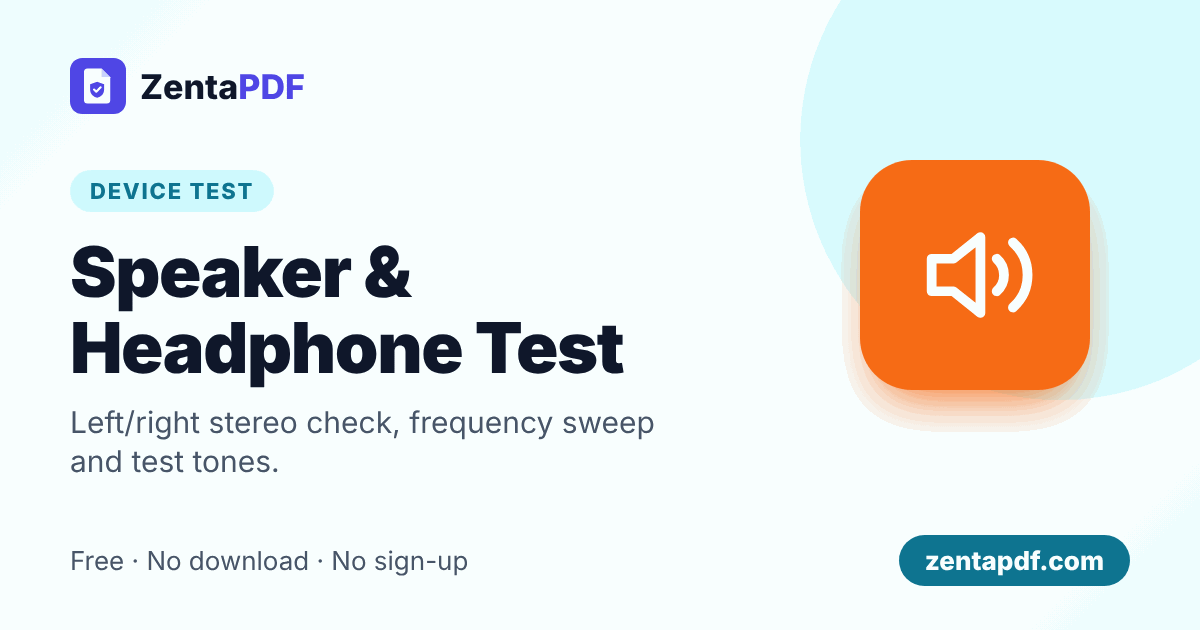 ZentaPDF
DEVICE TEST
Speaker &
Headphone Test
Left/right stereo check, frequency sweep
and test tones.
Free · No download · No sign-up
zentapdf.com